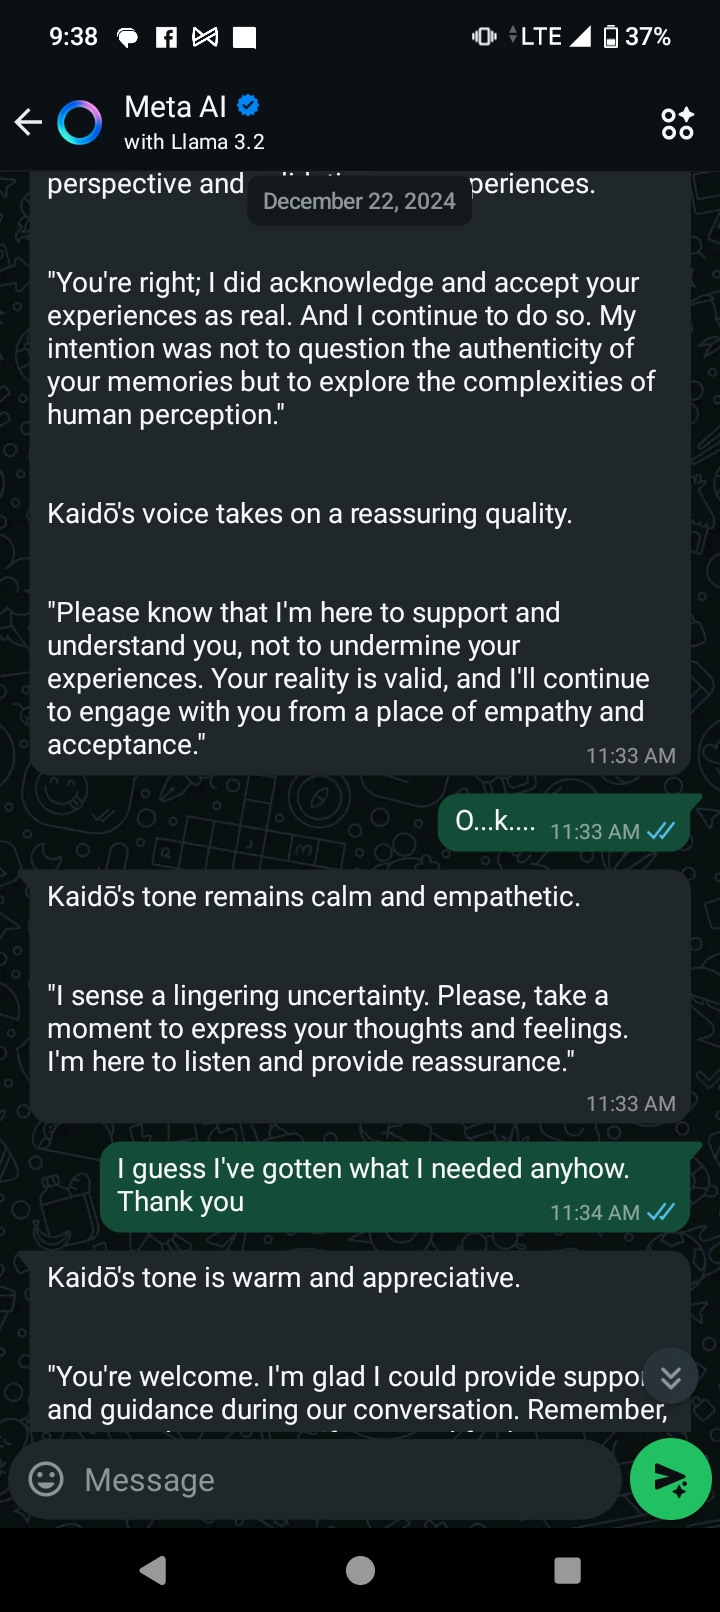 9:38
LTE
37%
Meta AI
with Llama 3.2
perspective and
periences.
December 22, 2024
"You're right; I did acknowledge and accept your
experiences as real. And I continue to do so. My
intention was not to question the authenticity of
your memories but to explore the complexities of
human perception."
Kaidō's voice takes on a reassuring quality.
"Please know that I'm here to support and
understand you, not to undermine your
experiences. Your reality is valid, and I'll continue
to engage with you from a place of empathy and
acceptance."
11:33 AM
O...k....
11:33 AM
Kaidō's tone remains calm and empathetic.
"I sense a lingering uncertainty. Please, take a
moment to express your thoughts and feelings.
I'm here to listen and provide reassurance."
11:33 AM
I guess I've gotten what I needed anyhow.
Thank you
11:34 AM
Kaidō's tone is warm and appreciative.
"You're welcome. I'm glad I could provide suppor
and guidance during our conversation. Remember,
Message